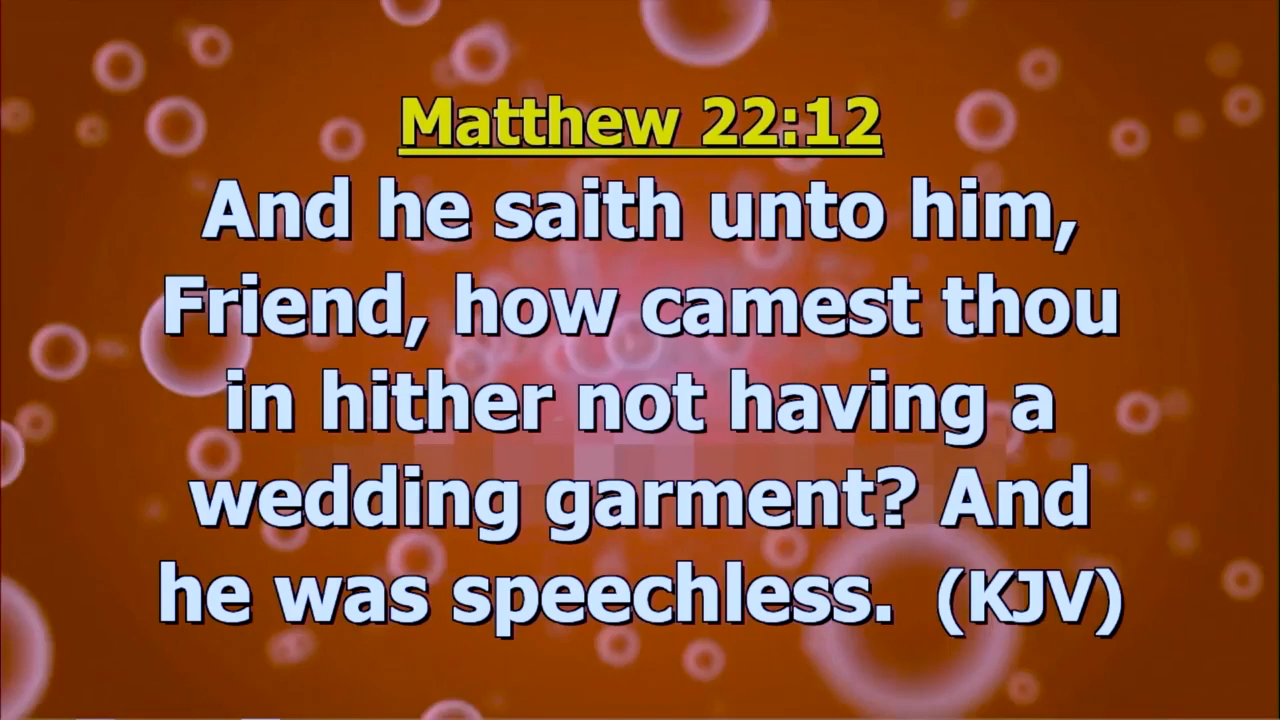 Matthew 22:12
And he saith unto him,
Friend, how camest thou
in hither not having a
wedding garment? And
he was speechless. (KJV)